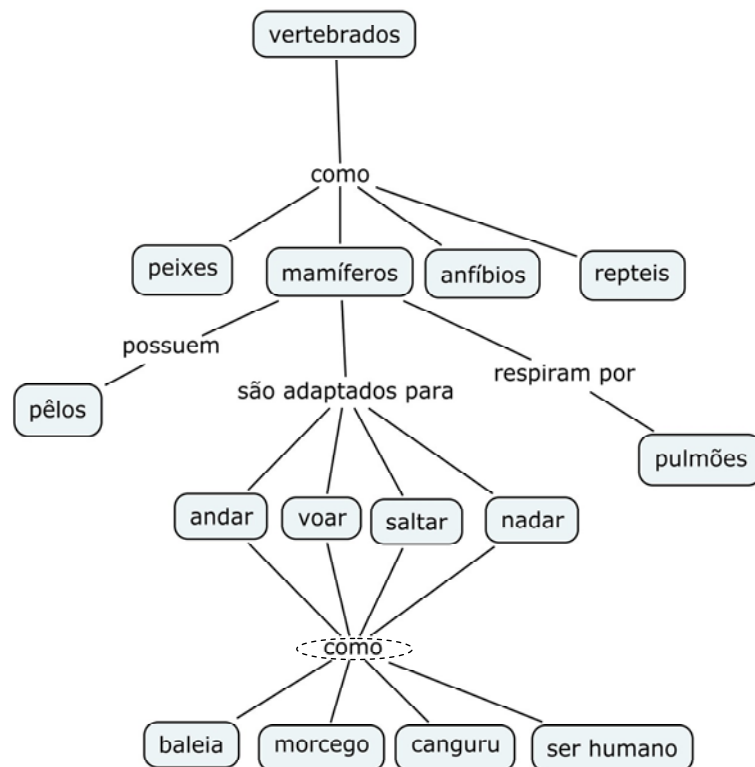 vertebrados
como
peixes
mamíferos
anfíbios
repteis
possuem
respiram por
são adaptados para
pêlos
pulmões
andar
voar
saltar
nadar
como
baleia
morcego
canguru
ser humano